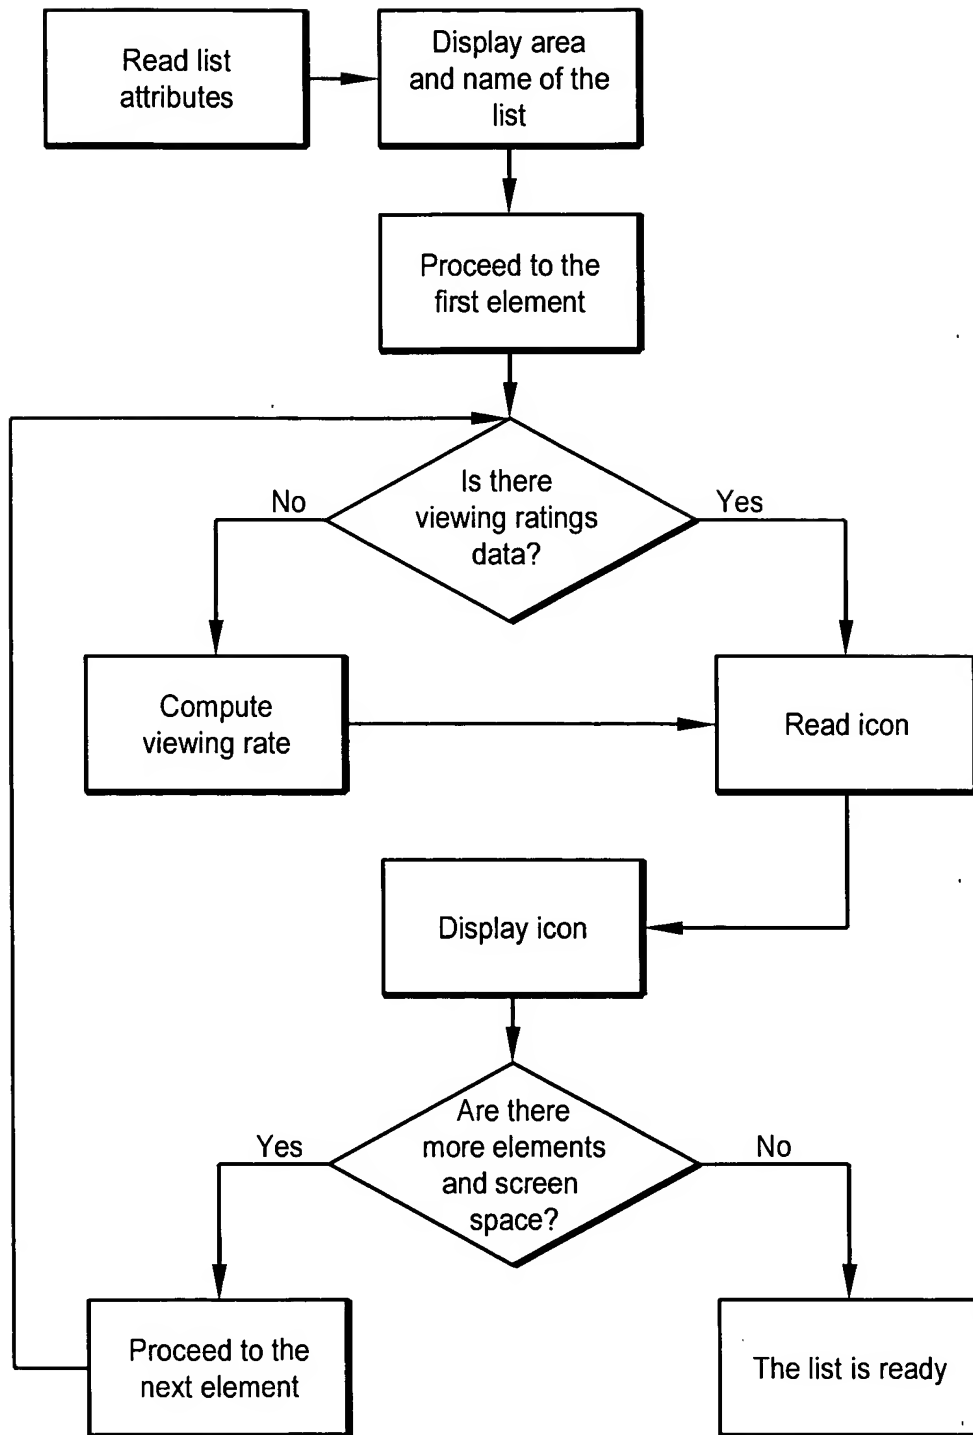 Read list
attributes
Display area
and name of the
list
Proceed to the
first element
Is there
viewing ratings
data?
No
Yes
Compute
viewing rate
Read icon
Display icon
Are there
more elements
and screen
space?
Yes
No
Proceed to the
next element
The list is ready